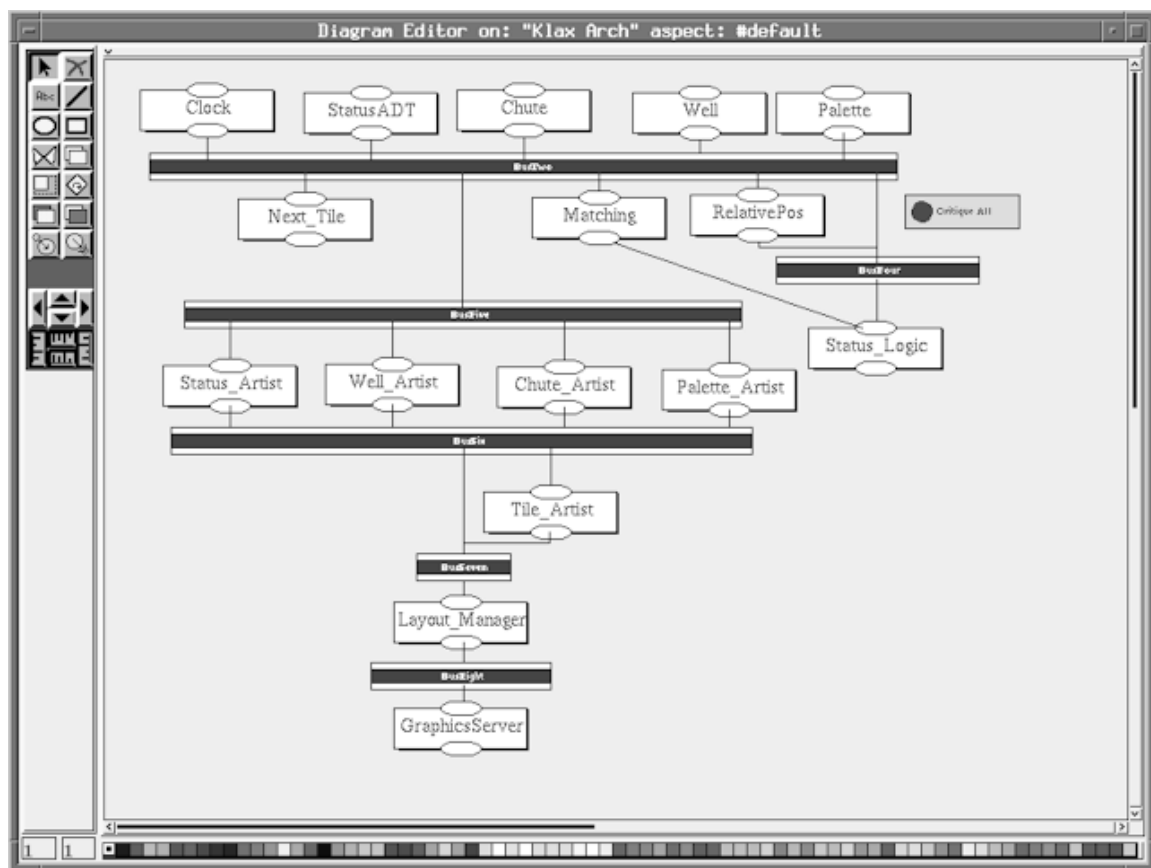 Diagram Editor on: "Klax Arch" aspect: #default
Abc
Clock
StatusADT
Chute
Well
Palette
BusTwo
Next_Tile
Matching
RelativePos
Critique All
BusFour
BusFive
Status_Logic
Status_Artist
Well_Artist
Chute_Artist
Palette_Artist
BusSix
Tile_Artist
BusSeven
Layout_Manager
BusEight
GraphicsServer
1 1